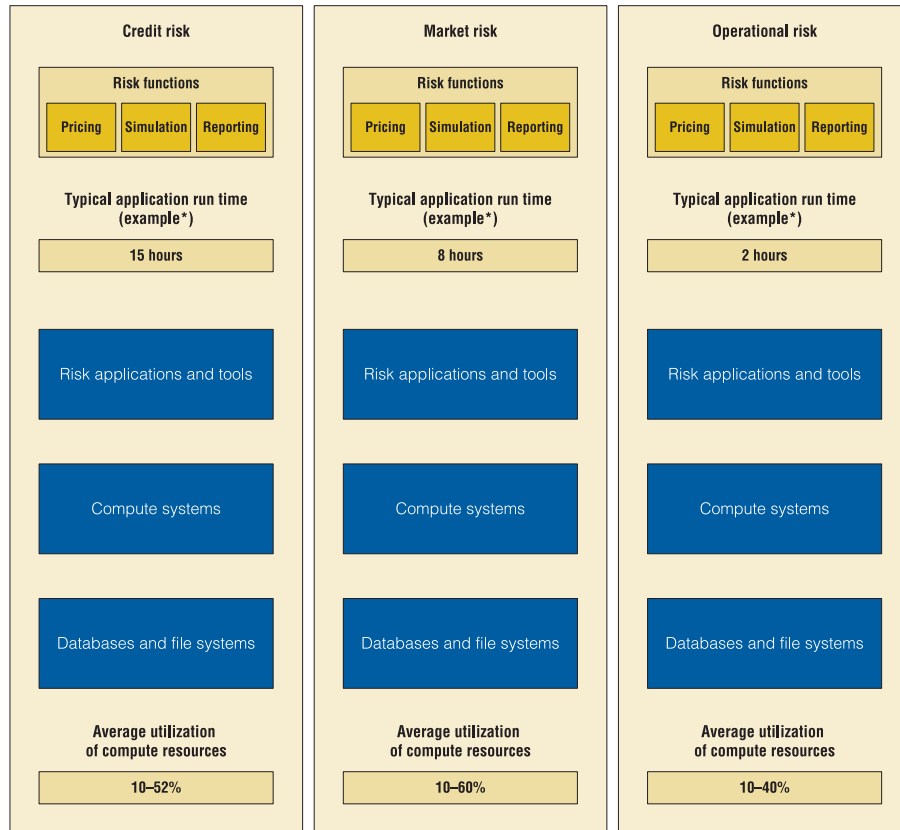 Credit risk
Risk functions
Pricing
Simulation
Reporting
Typical application run time
(example*)
15 hours
Risk applications and tools
Compute systems
Databases and file systems
Average utilization
of compute resources
10–52%
Market risk
Risk functions
Pricing
Simulation
Reporting
Typical application run time
(example*)
8 hours
Risk applications and tools
Compute systems
Databases and file systems
Average utilization
of compute resources
10–60%
Operational risk
Risk functions
Pricing
Simulation
Reporting
Typical application run time
(example*)
2 hours
Risk applications and tools
Compute systems
Databases and file systems
Average utilization
of compute resources
10–40%